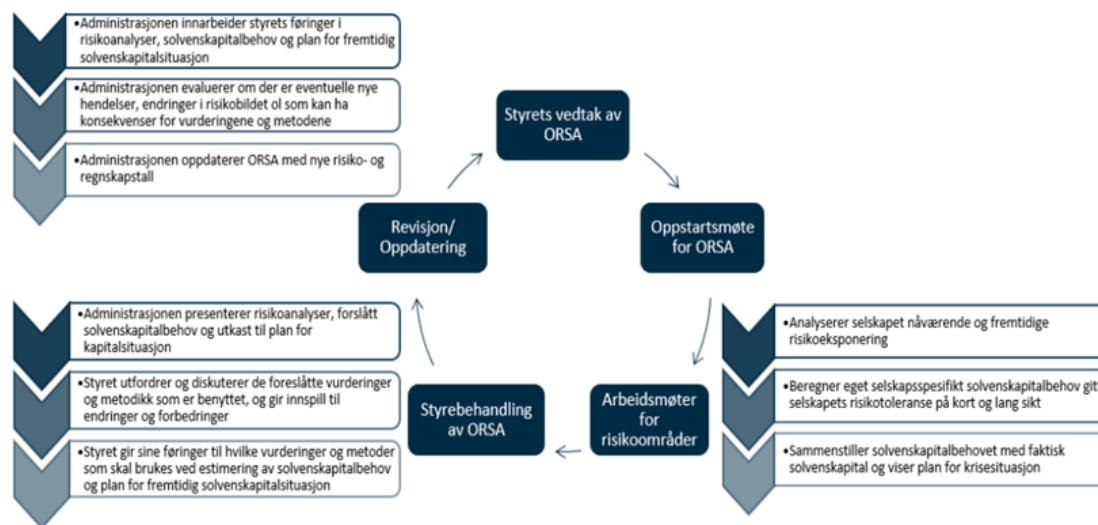 •Administrasjonen innarbeider styrets føringer i
risikoanalyser, solvenskapitalbehov og plan for fremtidig
solvenskapitalsituasjon
•Administrasjonen evaluerer om der er eventuelle nye
hendelser, endringer i risikobildet ol som kan ha
konsekvenser for vurderingene og metodene
•Administrasjonen oppdaterer ORSA med nye risiko- og
regnskapstall
Styrets vedtak av
ORSA
Oppstartsmøte
for ORSA
Revisjon/
Oppdatering
•Administrasjonen presenterer risikoanalyser, forslått
solvenskapitalbehov og utkast til plan for
kapitalsituasjon
•Styret utfordrer og diskuterer de foreslåtte vurderinger
og metodikk som er benyttet, og gir innspill til
endringer og forbedringer
•Styret gir sine føringer til hvilke vurderinger og metoder
som skal brukes ved estimering av solvenskapitalbehov
og plan for fremtidig solvenskapitalsituasjon
Styrebehandling
av ORSA
Arbeidsmøter
for
risikoområder
•Analyserer selskapet nåværende og fremtidige
risikoeksponering
•Beregner eget selskapsspesifikt solvenskapitalbehov git
selskapets risikotoleranse på kort og lang sikt
•Sammenstiller solvenskapitalbehovet med faktisk
solvenskapital og viser plan for krisesituasjon